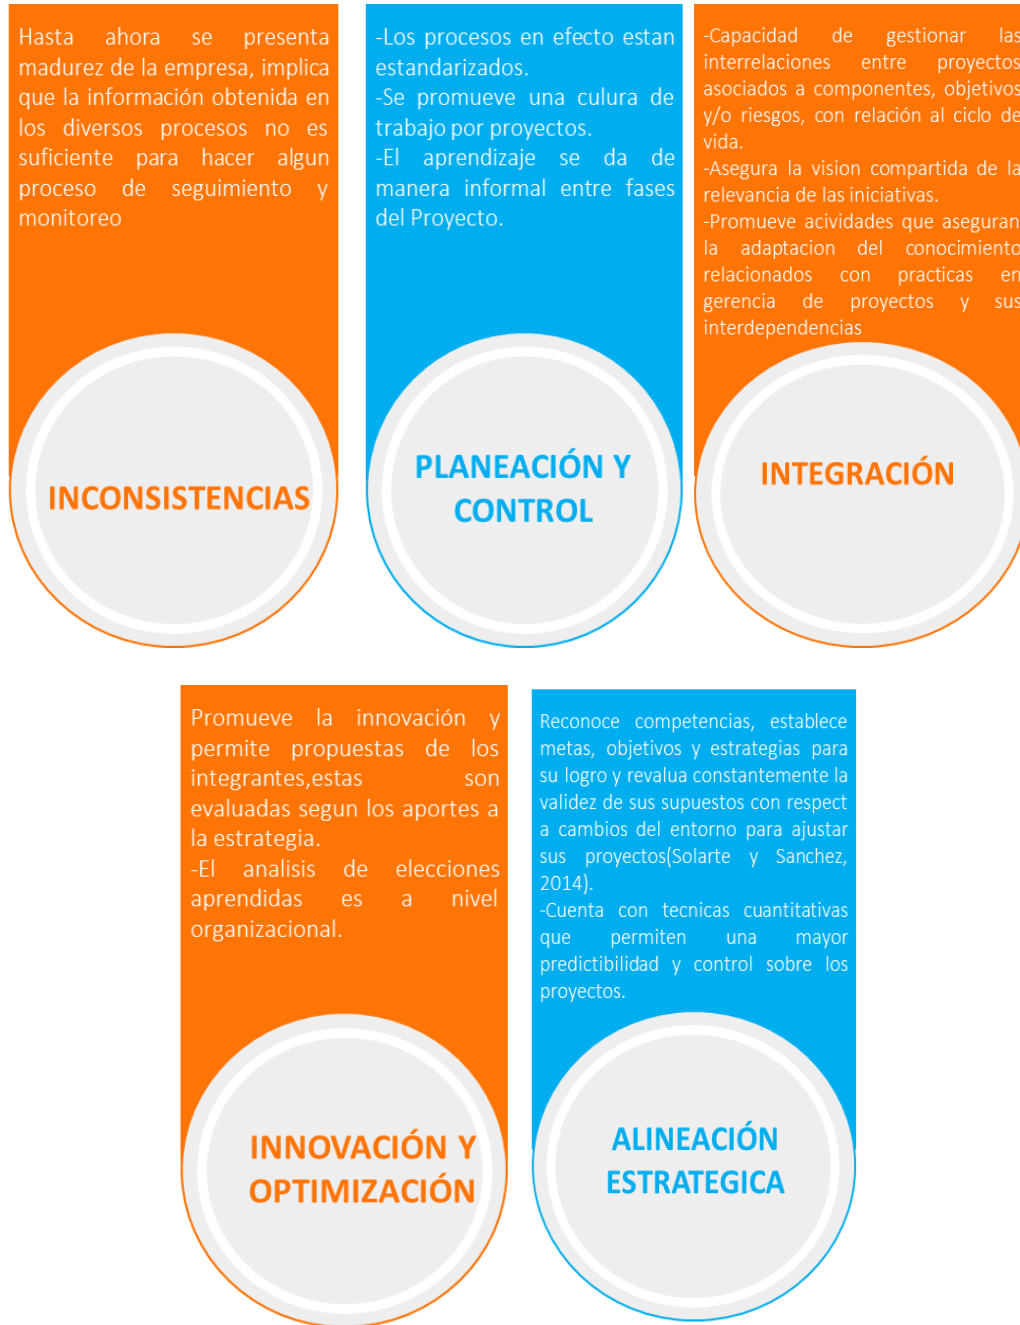 Hasta ahora se presenta
madurez de la empresa, implica
que la información obtenida en
los diversos procesos no es
suficiente para hacer algun
proceso de seguimiento y
monitoreo
INCONSISTENCIAS
-Los procesos en efecto estan
estandarizados.
-Se promueve una culura de
trabajo por proyectos.
-El aprendizaje se da de
manera informal entre fases
del Proyecto.
PLANEACIÓN Y
CONTROL
-Capacidad de gestionar las
interrelaciones entre proyectos
asociados a componentes, objetivos
y/o riesgos, con relación al ciclo de
vida.
-Asegura la vision compartida de la
relevancia de las iniciativas.
-Promueve acividades que aseguran
la adaptacion del conocimiento
relacionados con practicas en
gerencia de proyectos y sus
interdependencias
INTEGRACIÓN
Promueve la innovación y
permite propuestas de los
integrantes,estas son
evaluadas segun los aportes a
la estrategia.
-El analisis de elecciones
aprendidas es a nivel
organizacional.
INNOVACIÓN Y
OPTIMIZACIÓN
Reconoce competencias, establece
metas, objetivos y estrategias para
su logro y revalua constantemente la
validez de sus supuestos con respect
a cambios del entorno para ajustar
sus proyectos(Solarte y Sanchez,
2014).
-Cuenta con tecnicas cuantitativas
que permiten una mayor
predictibilidad y control sobre los
proyectos.
ALINEACIÓN
ESTRATEGICA